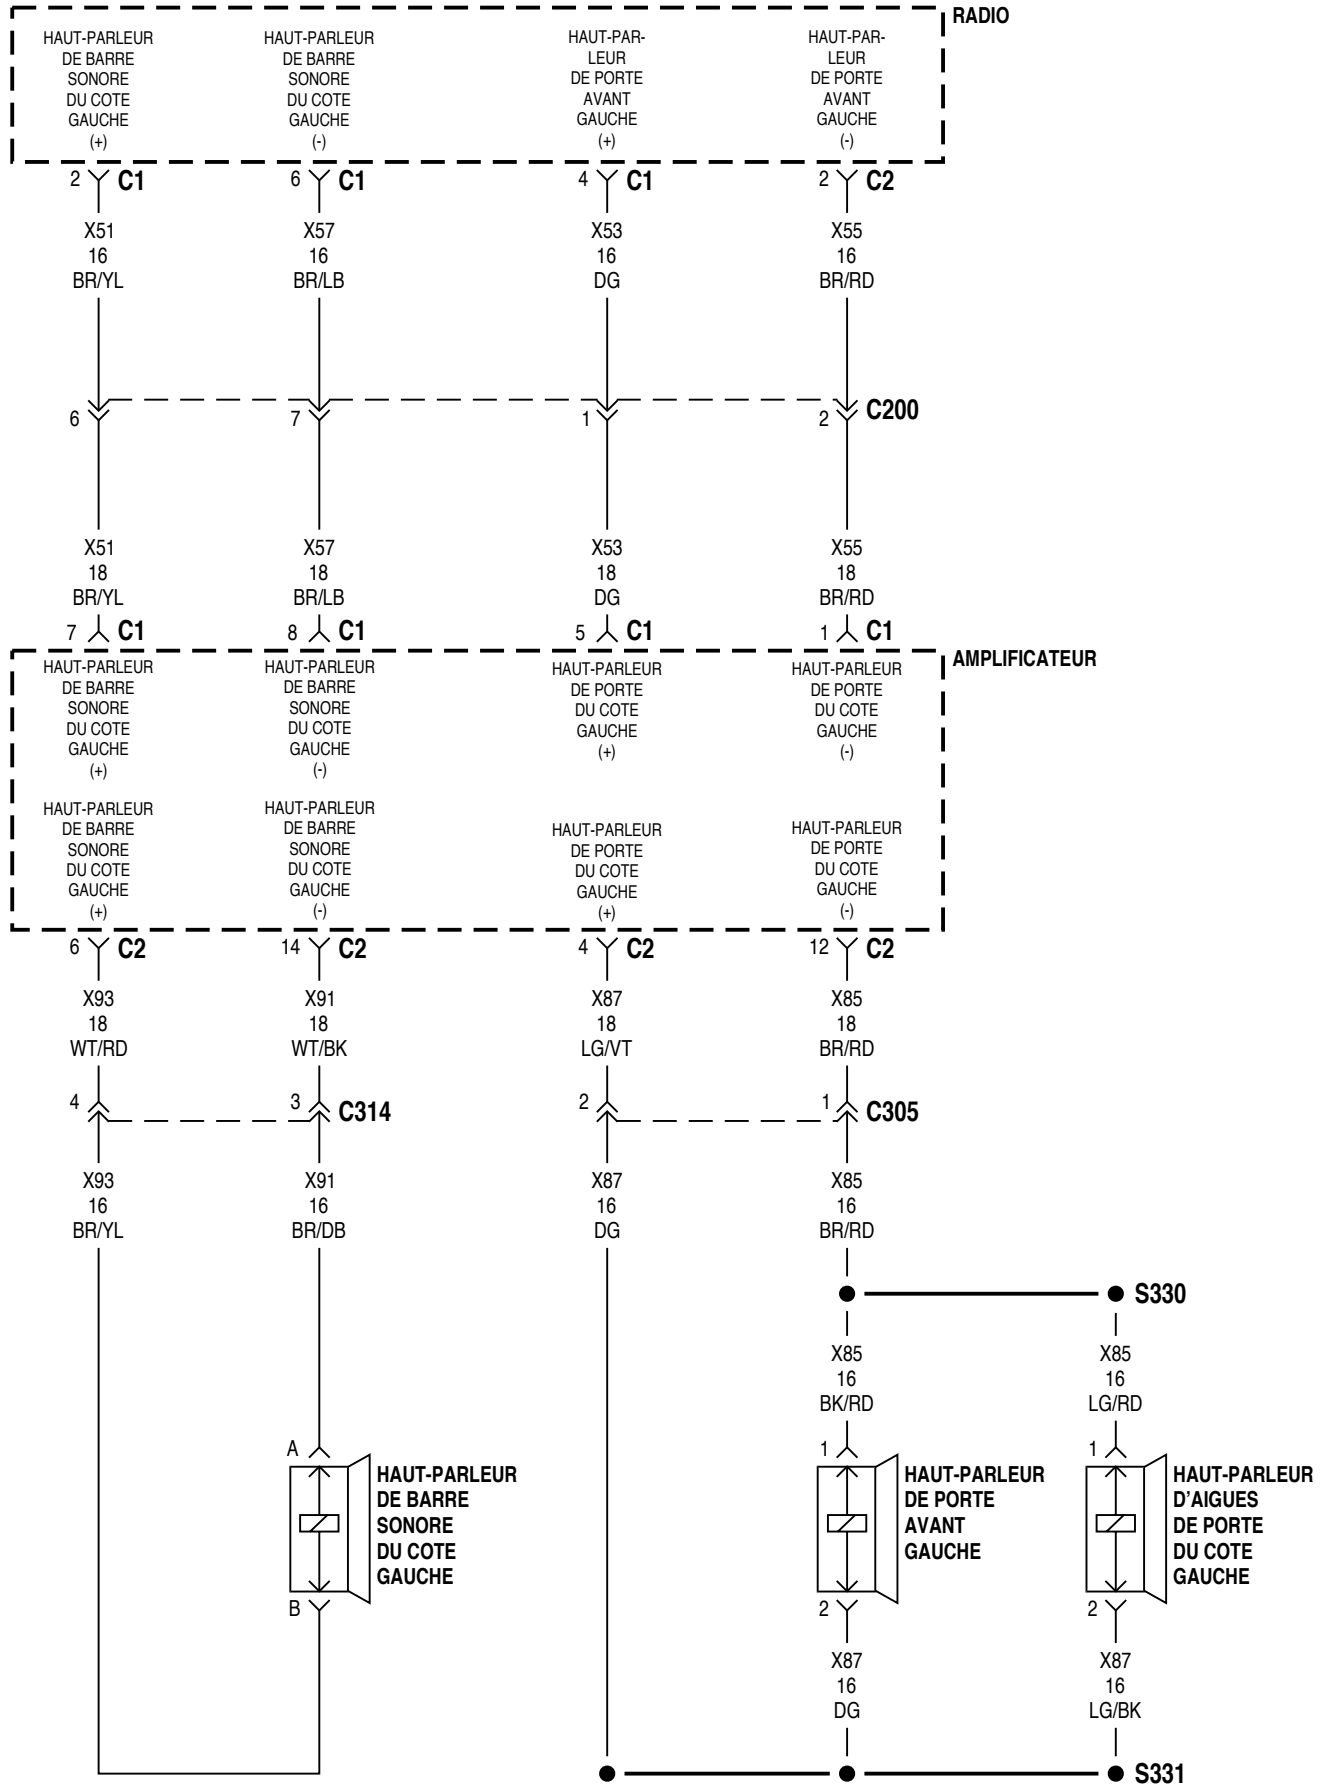 RADIO
HAUT-PARLEUR
DE BARRE
SONORE
DU COTE
GAUCHE
(+)
HAUT-PARLEUR
DE BARRE
SONORE
DU COTE
GAUCHE
(-)
HAUT-PAR-
LEUR
DE PORTE
AVANT
GAUCHE
(+)
HAUT-PAR-
LEUR
DE PORTE
AVANT
GAUCHE
(-)
2 C1
6 C1
4 C1
2 C2
X51
16
BR/YL
X57
16
BR/LB
X53
16
DG
X55
16
BR/RD
6
7
1
2
C200
X51
18
BR/YL
X57
18
BR/LB
X53
18
DG
X55
18
BR/RD
7 C1
8 C1
5 C1
1 C1
AMPLIFICATEUR
HAUT-PARLEUR
DE BARRE
SONORE
DU COTE
GAUCHE
(+)
HAUT-PARLEUR
DE BARRE
SONORE
DU COTE
GAUCHE
(-)
HAUT-PARLEUR
DE PORTE
DU COTE
GAUCHE
(+)
HAUT-PARLEUR
DE PORTE
DU COTE
GAUCHE
(-)
HAUT-PARLEUR
DE BARRE
SONORE
DU COTE
GAUCHE
(+)
HAUT-PARLEUR
DE BARRE
SONORE
DU COTE
GAUCHE
(-)
HAUT-PARLEUR
DE PORTE
DU COTE
GAUCHE
(+)
HAUT-PARLEUR
DE PORTE
DU COTE
GAUCHE
(-)
6 C2
14 C2
4 C2
12 C2
X93
18
WT/RD
X91
18
WT/BK
X87
18
LG/VT
X85
18
BR/RD
4
3
C314
2
1
C305
X93
16
BR/YL
X91
16
BR/DB
X87
16
DG
X85
16
BR/RD
S330
X85
16
BK/RD
X85
16
LG/RD
A
HAUT-PARLEUR
DE BARRE
SONORE
DU COTE
GAUCHE
B
1
HAUT-PARLEUR
DE PORTE
AVANT
GAUCHE
2
1
HAUT-PARLEUR
D'AIGUES
DE PORTE
DU COTE
GAUCHE
2
X87
16
DG
X87
16
LG/BK
S331